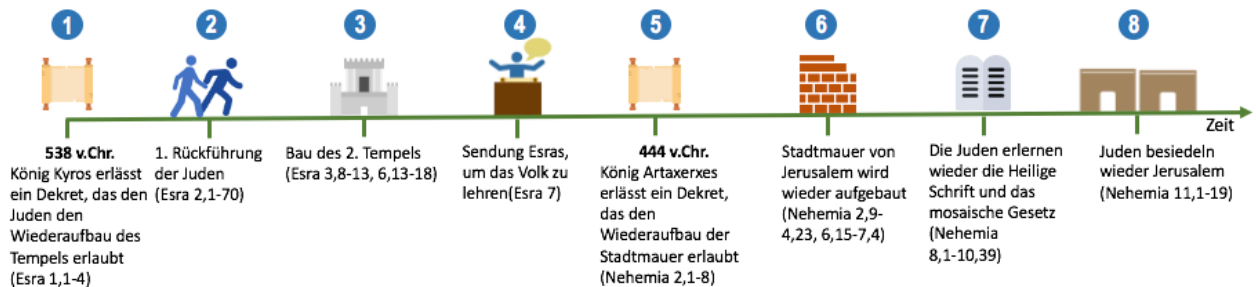 1
2
3
4
5
6
7
8
Zeit
538 v.Chr.
König Kyros erlässt
ein Dekret, das den
Juden den
Wiederaufbau des
Tempels erlaubt
(Esra 1,1-4)
1. Rückführung
der Juden
(Esra 2,1-70)
Bau des 2. Tempels
(Esra 3,8-13, 6,13-18)
Sendung Esras,
um das Volk zu
lehren(Esra 7)
444 v.Chr.
König Artaxerxes
erlässt ein Dekret,
das den
Wiederaufbau der
Stadtmauer erlaubt
(Nehemia 2,1-8)
Stadtmauer von
Jerusalem wird
wieder aufgebaut
(Nehemia 2,9-
4,23, 6,15-7,4)
Die Juden erlernen
wieder die Heilige
Schrift und das
mosaische Gesetz
(Nehemia
8,1-10,39)
Juden besiedeln
wieder Jerusalem
(Nehemia 11,1-19)